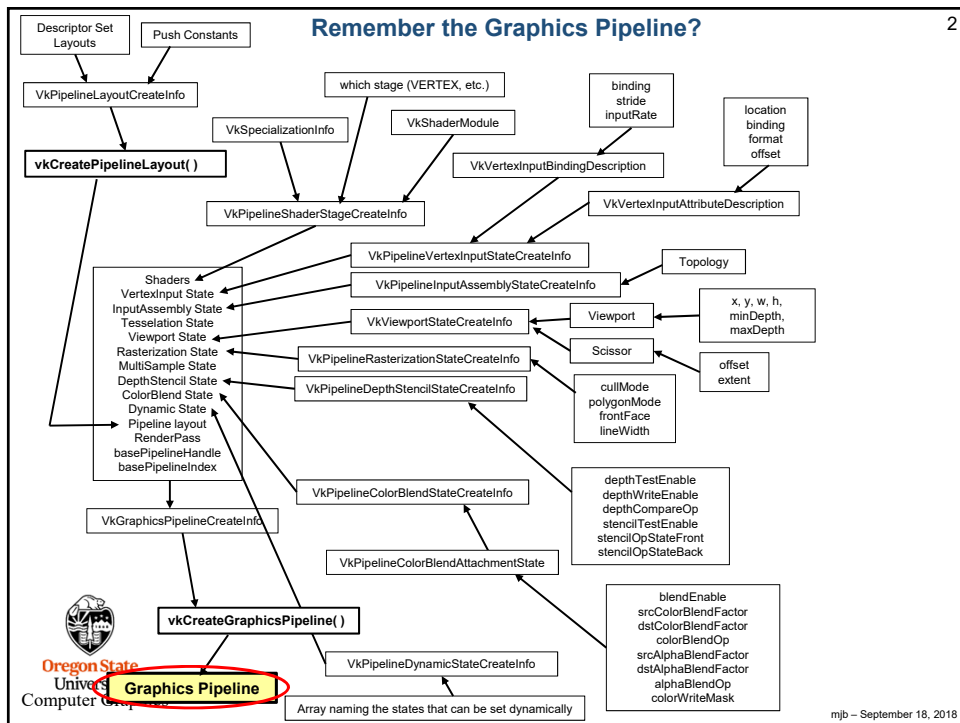 Remember the Graphics Pipeline?
2
Descriptor Set
Layouts
Push Constants
VkPipelineLayoutCreateInfo
vkCreatePipelineLayout( )
which stage (VERTEX, etc.)
VkSpecializationInfo
VkShaderModule
VkPipelineShaderStageCreateInfo
binding
stride
inputRate
VkVertexInputBindingDescription
location
binding
format
offset
VkVertexInputAttributeDescription
VkPipelineVertexInputStateCreateInfo
VkPipelineInputAssemblyStateCreateInfo
Topology
Shaders
VertexInput State
InputAssembly State
Tesselation State
Viewport State
Rasterization State
MultiSample State
DepthStencil State
ColorBlend State
Dynamic State
Pipeline layout
RenderPass
basePipelineHandle
basePipelineIndex
VkViewportStateCreateInfo
Viewport
x, y, w, h,
minDepth,
maxDepth
Scissor
offset
extent
VkPipelineRasterizationStateCreateInfo
cullMode
polygonMode
frontFace
lineWidth
VkPipelineDepthStencilStateCreateInfo
depthTestEnable
depthWriteEnable
depthCompareOp
stencilTestEnable
stencilOpStateFront
stencilOpStateBack
VkPipelineColorBlendStateCreateInfo
VkGraphicsPipelineCreateInfo
VkPipelineColorBlendAttachmentState
blendEnable
srcColorBlendFactor
dstColorBlendFactor
colorBlendOp
srcAlphaBlendFactor
dstAlphaBlendFactor
alphaBlendOp
colorWriteMask
vkCreateGraphicsPipeline( )
VkPipelineDynamicStateCreateInfo
Array naming the states that can be set dynamically
Graphics Pipeline
Oregon State
Computer
mjb – September 18, 2018